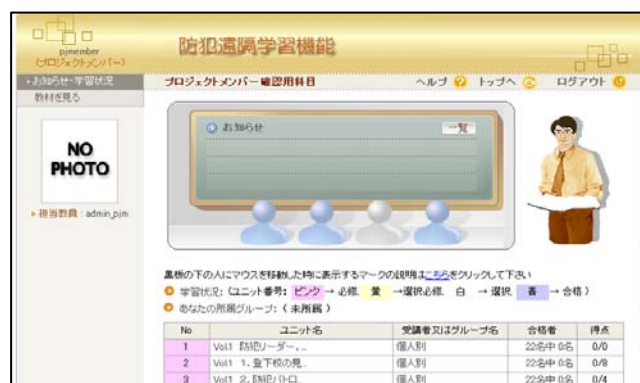 pjmember
(プロジェクトメンバー)
防犯遠隔学習機能
お知らせ・学習状況
プロジェクトメンバー確認用科目
ヘルプ
トップへ
ログアウト
教材を見る
NO
PHOTO
担当教員：admin_pjm
お知らせ
一覧
黒板の下の人にマウスを移動した時に表示するマークの説明はこちらをクリックして下さい
学習状況：(ユニット番号： ピンク → 必修、 黄 →選択必修、 白 → 選択、 青 → 合格)
あなたの所属グループ：( 未所属 )
No ユニット名 受講者又はグループ名 合格者 得点
1 Vol1 防犯リーダー... 個人別 22名中 0名 0/0
2 Vol1 1. 登下校の見... 個人別 22名中 0名 0/8
3 Vol1 2. 防犯パトロ... 個人別 22名中 0名 0/4